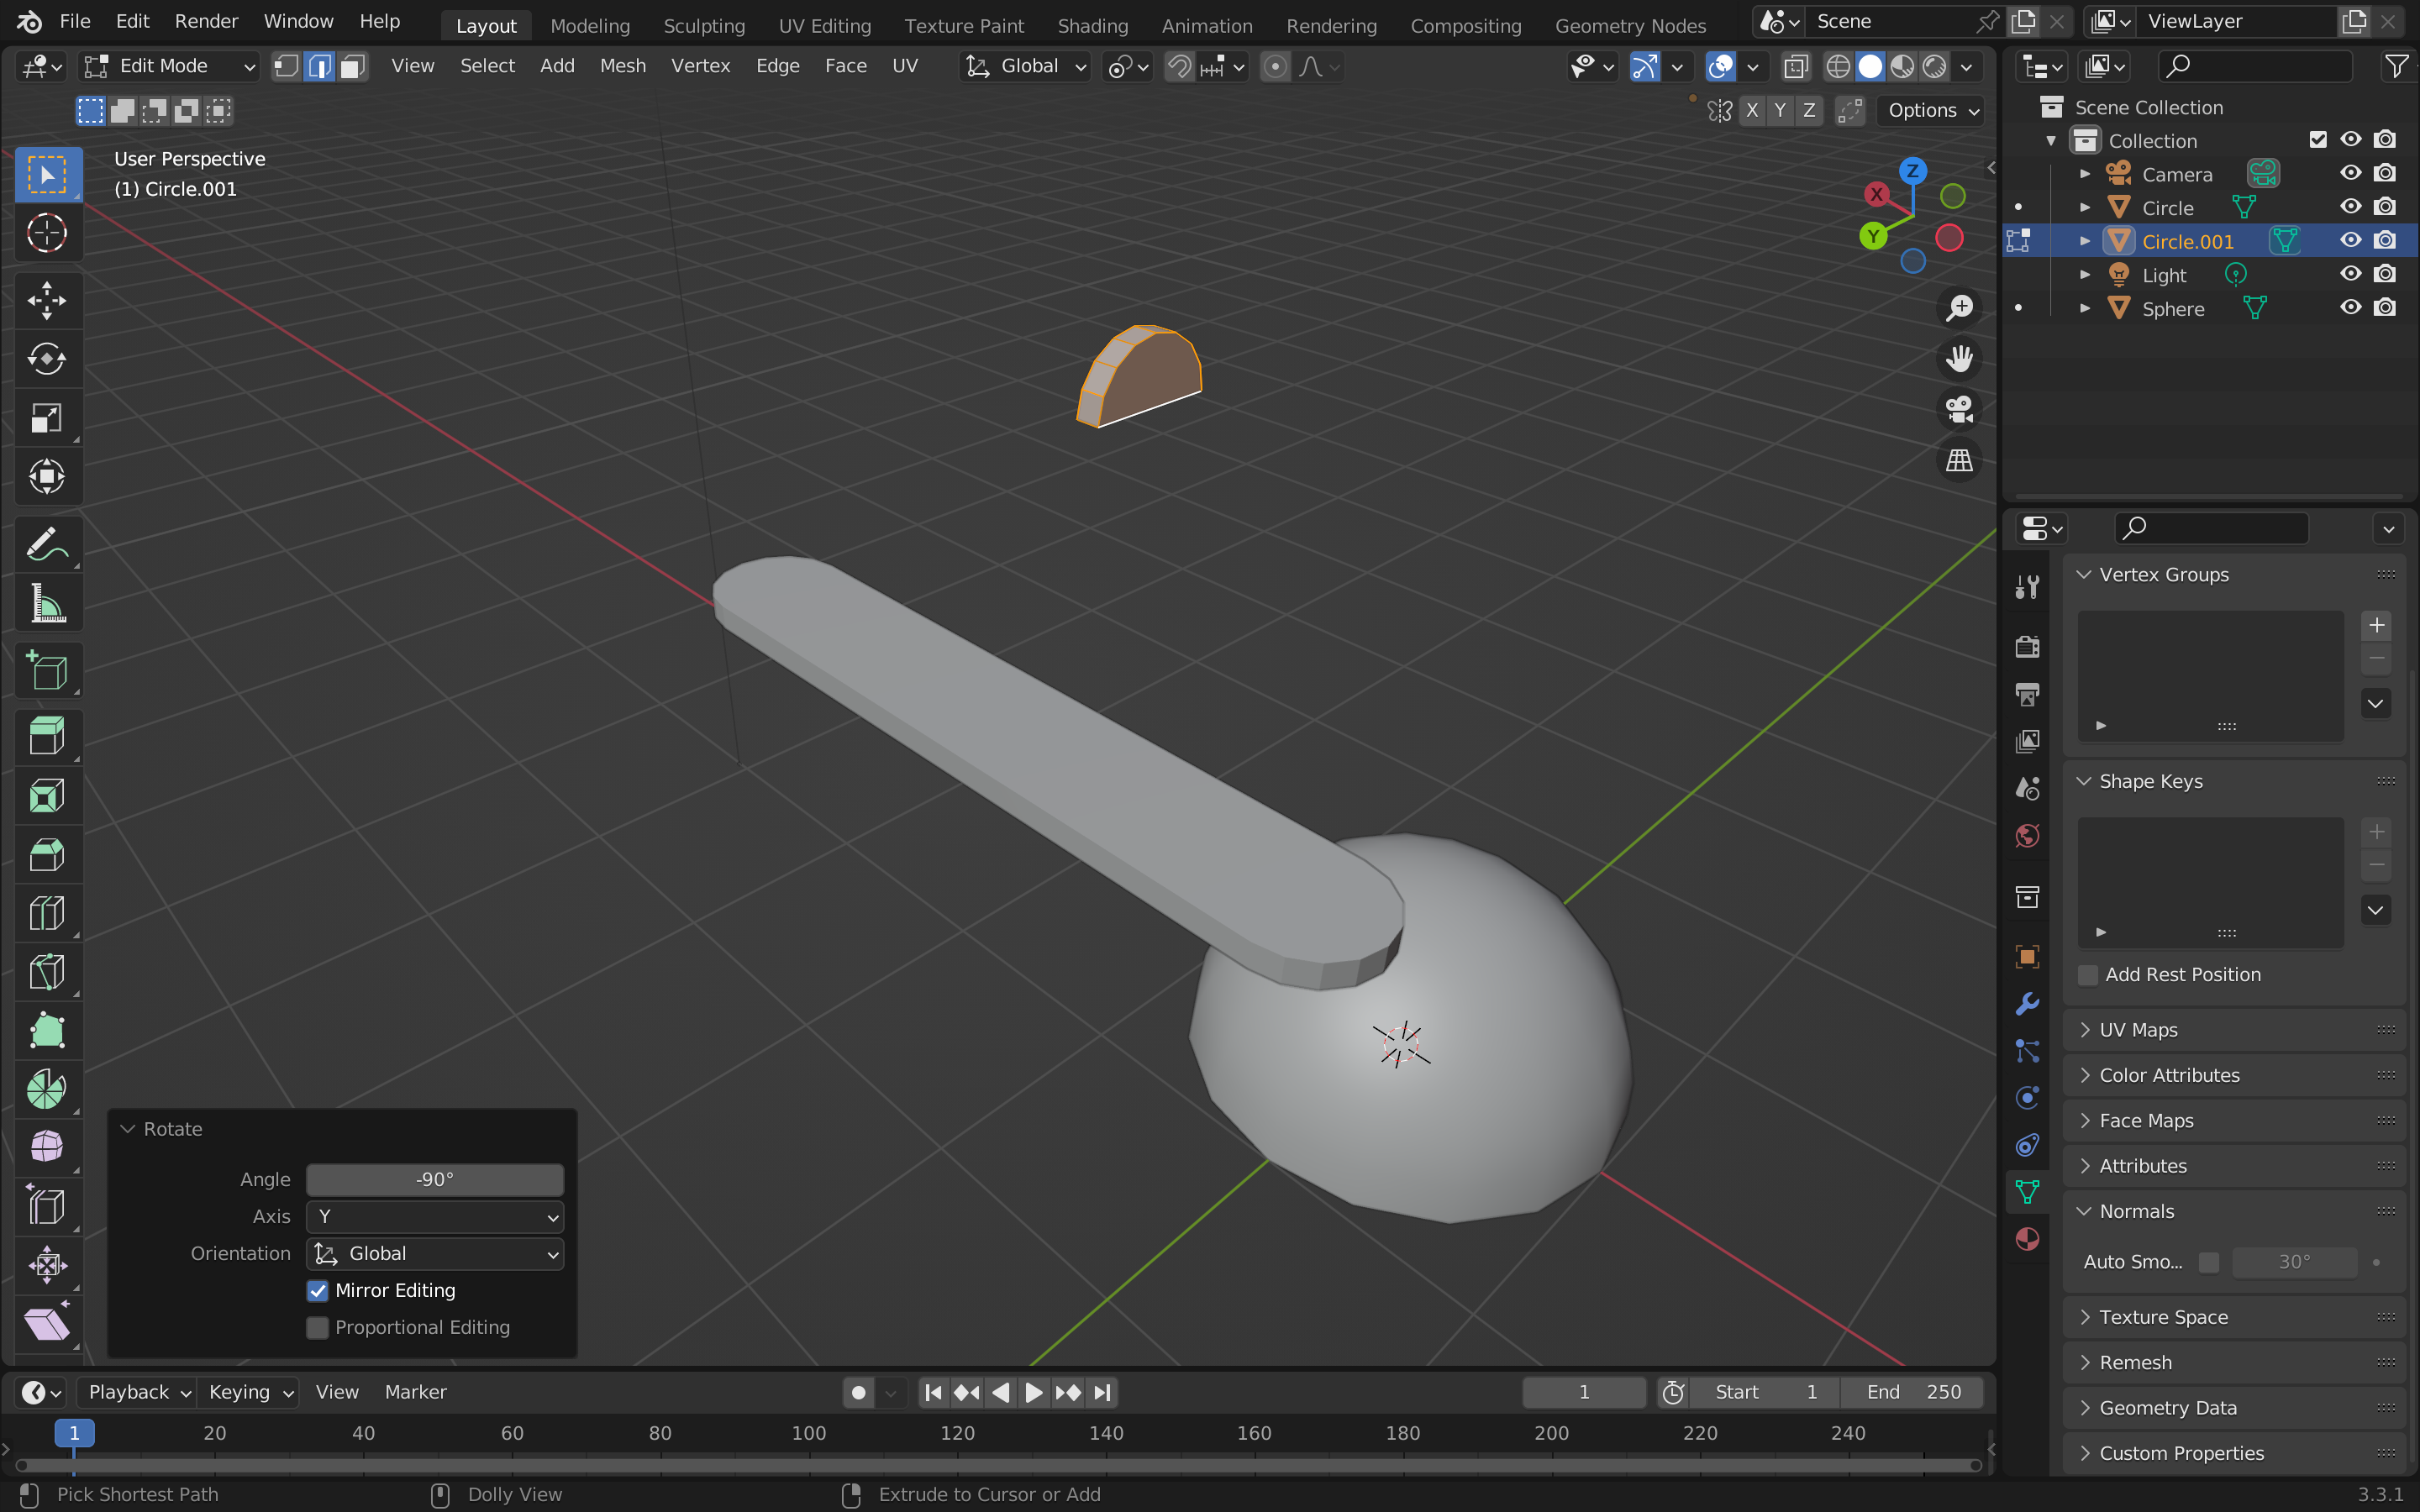 File Edit Render Window Help Layout Modeling Sculpting UV Editing Texture Paint Shading Animation Rendering Compositing Geometry Nodes Scene ViewLayer
Edit Mode View Select Add Mesh Vertex Edge Face UV Global
X Y Z Options
User Perspective
(1) Circle.001
Z
X
Y
Scene Collection
Collection
Camera
Circle
Circle.001
Light
Sphere
Vertex Groups
Shape Keys
Add Rest Position
UV Maps
Color Attributes
Face Maps
Attributes
Normals
Auto Smo... 30°
Texture Space
Remesh
Geometry Data
Custom Properties
Rotate
Angle -90°
Axis Y
Orientation Global
Mirror Editing
Proportional Editing
Playback Keying View Marker 1 Start 1 End 250
1 20 40 60 80 100 120 140 160 180 200 220 240
Pick Shortest Path Dolly View Extrude to Cursor or Add 3.3.1